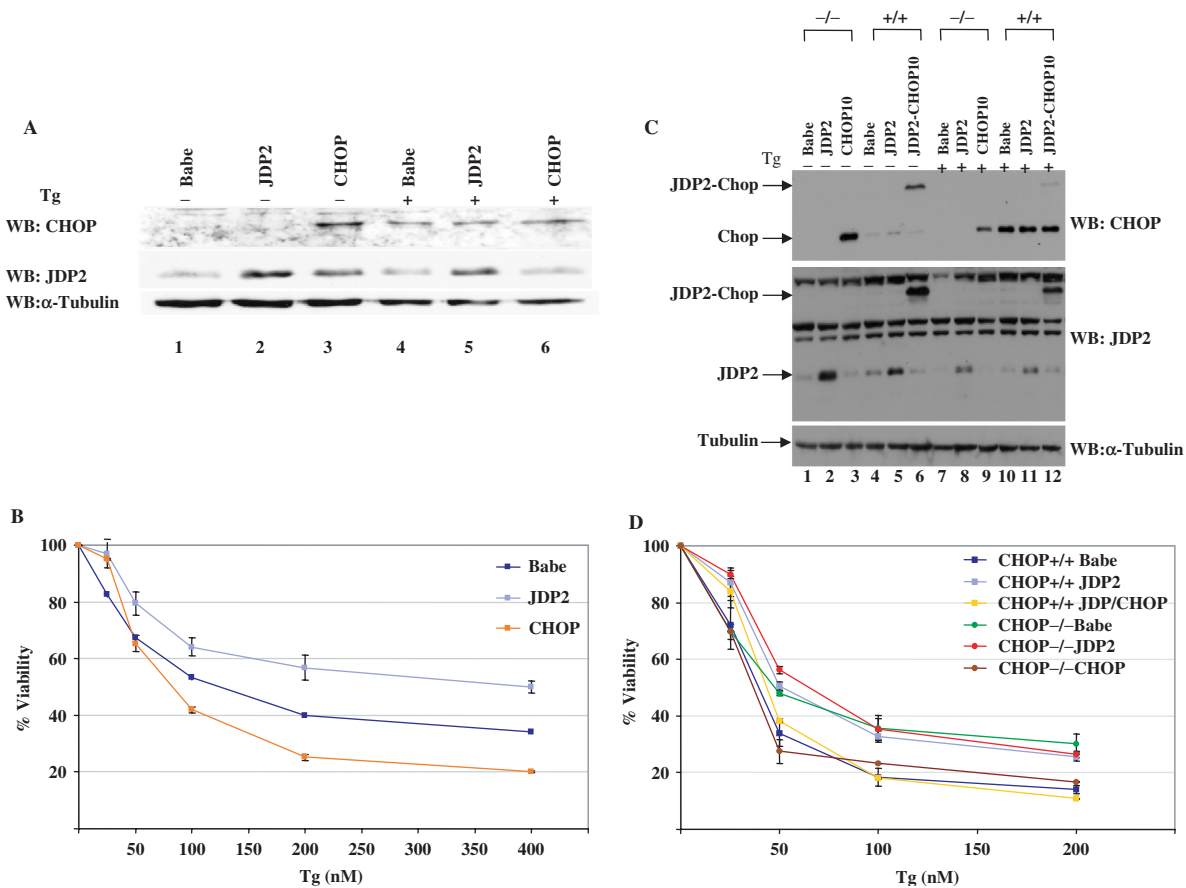 A
Babe JDP2 CHOP Babe JDP2 CHOP
Tg − − − + + +
WB: CHOP
WB: JDP2
WB:α-Tubulin
1 2 3 4 5 6
B
100
80
60
40
20
% Viability
50 100 150 200 250 300 350 400
Tg (nM)
Babe
JDP2
CHOP
C
−/− +/+ −/− +/+
Babe JDP2 CHOP10 Babe JDP2 JDP2-CHOP10 Babe JDP2 CHOP10 Babe JDP2 JDP2-CHOP10
Tg − − − − − − + + + + + +
JDP2-Chop
Chop
WB: CHOP
JDP2-Chop
WB: JDP2
JDP2
Tubulin
WB:α-Tubulin
1 2 3 4 5 6 7 8 9 10 11 12
D
100
80
60
40
20
% Viability
50 100 150 200
Tg (nM)
CHOP+/+ Babe
CHOP+/+ JDP2
CHOP+/+ JDP/CHOP
CHOP−/−Babe
CHOP−/−JDP2
CHOP−/−CHOP